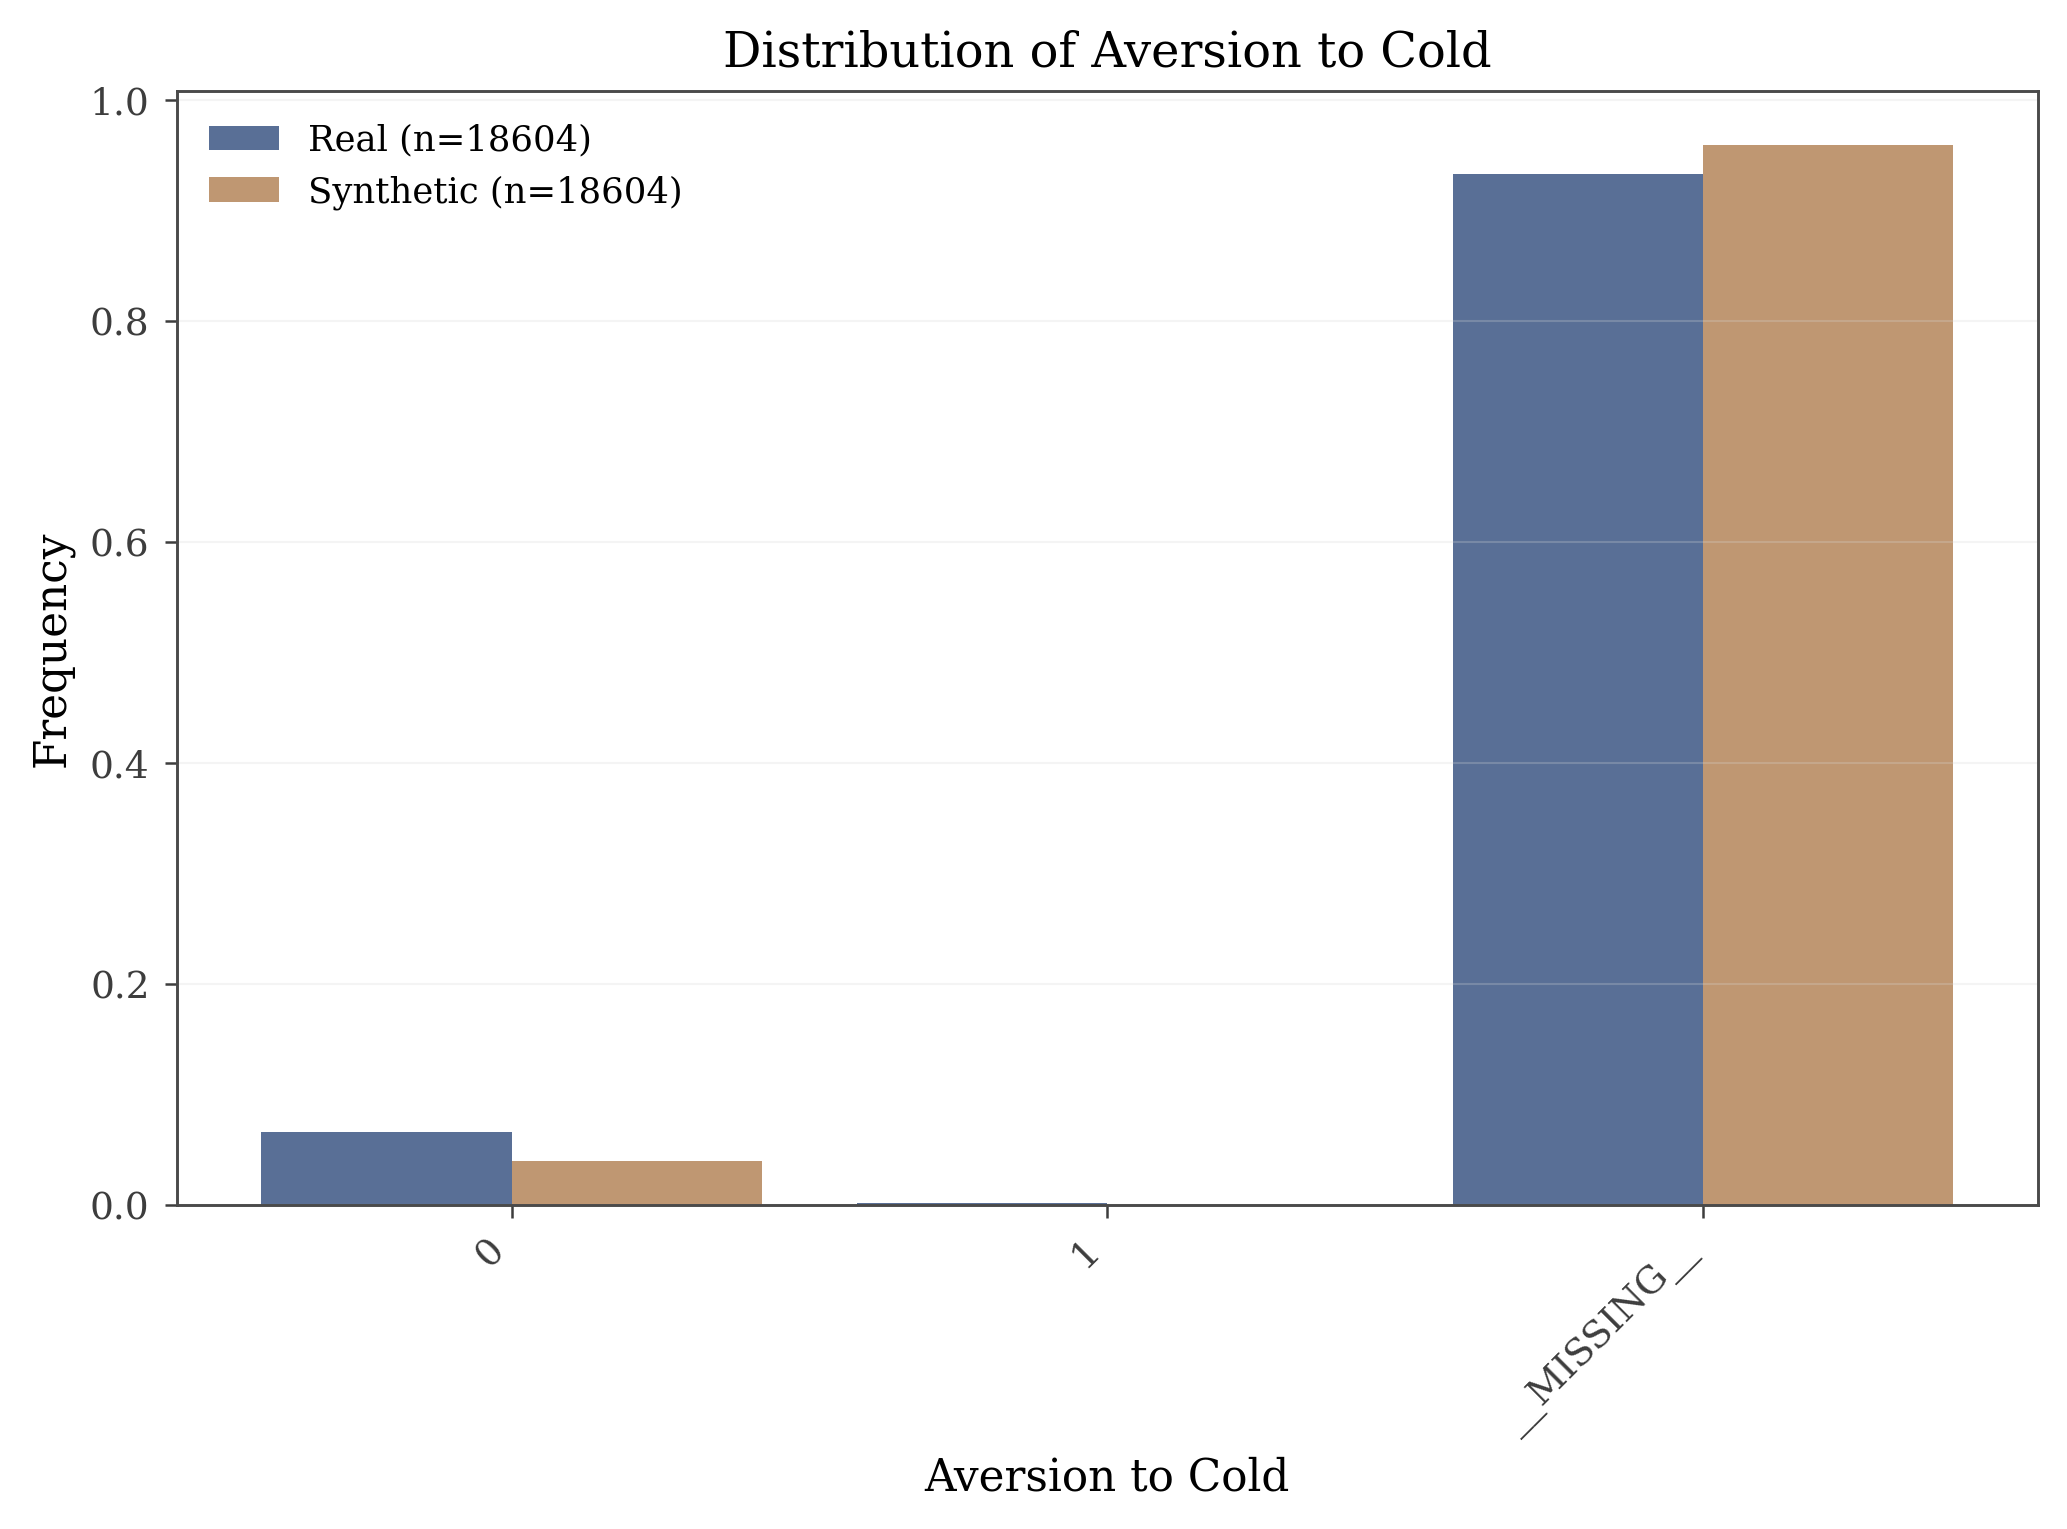 Distribution of Aversion to Cold
Real (n=18604)
Synthetic (n=18604)
1.0
0.8
0.6
0.4
0.2
0.0
Frequency
0
1
__MISSING__
Aversion to Cold